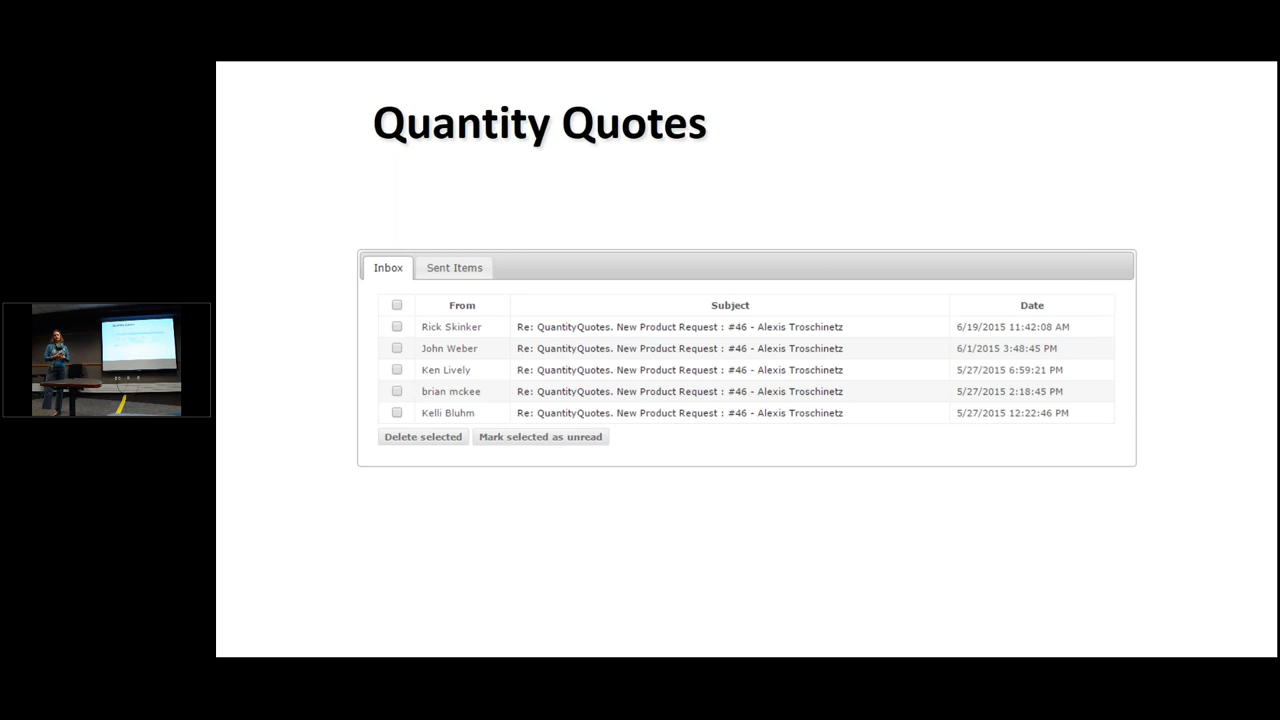 Quantity Quotes
Inbox Sent Items
From Subject Date
Rick Skinker Re: QuantityQuotes. New Product Request : #46 - Alexis Troschinetz 6/19/2015 11:42:08 AM
John Weber Re: QuantityQuotes. New Product Request : #46 - Alexis Troschinetz 6/1/2015 3:48:45 PM
Ken Lively Re: QuantityQuotes. New Product Request : #46 - Alexis Troschinetz 5/27/2015 6:59:21 PM
brian mckee Re: QuantityQuotes. New Product Request : #46 - Alexis Troschinetz 5/27/2015 2:18:45 PM
Kelli Bluhm Re: QuantityQuotes. New Product Request : #46 - Alexis Troschinetz 5/27/2015 12:22:46 PM
Delete selected Mark selected as unread